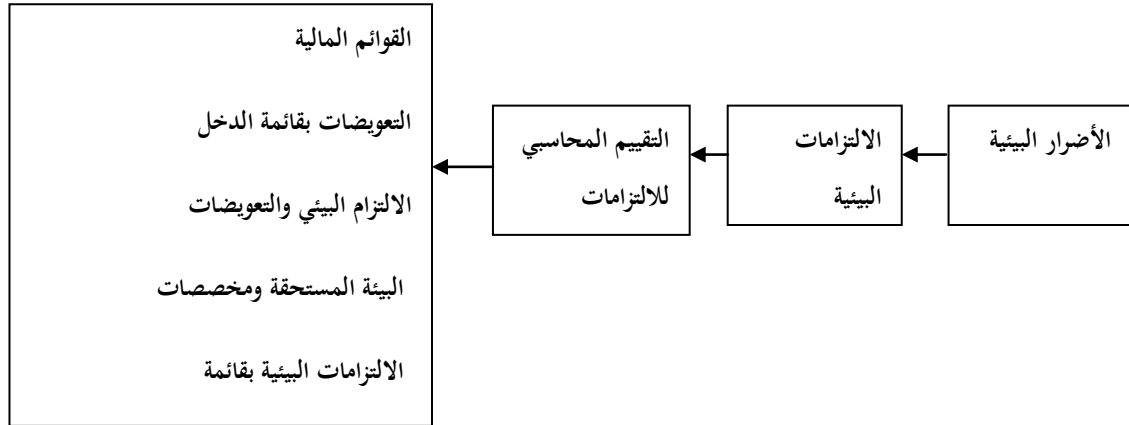 الأضرار البيئية
الالتزامات
البيئية
التقييم المحاسبي
للالتزامات
القوائم المالية
التعويضات بقائمة الدخل
الالتزام البيئي والتعويضات
البيئة المستحقة ومخصصات
الالتزامات البيئية بقائمة